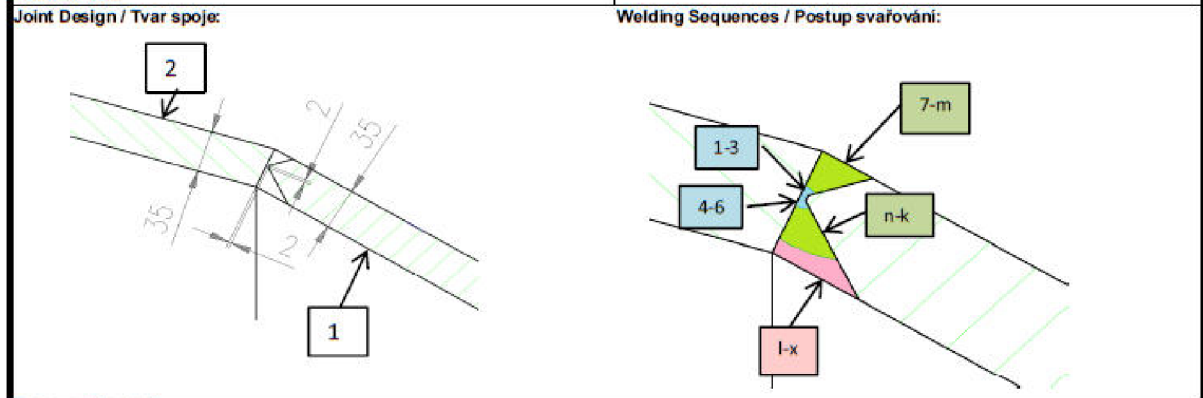 Joint Design / Tvar spoje:
Welding Sequences / Postup svařování:
2
2
35
35
2
1
7-m
1-3
4-6
n-k
l-x